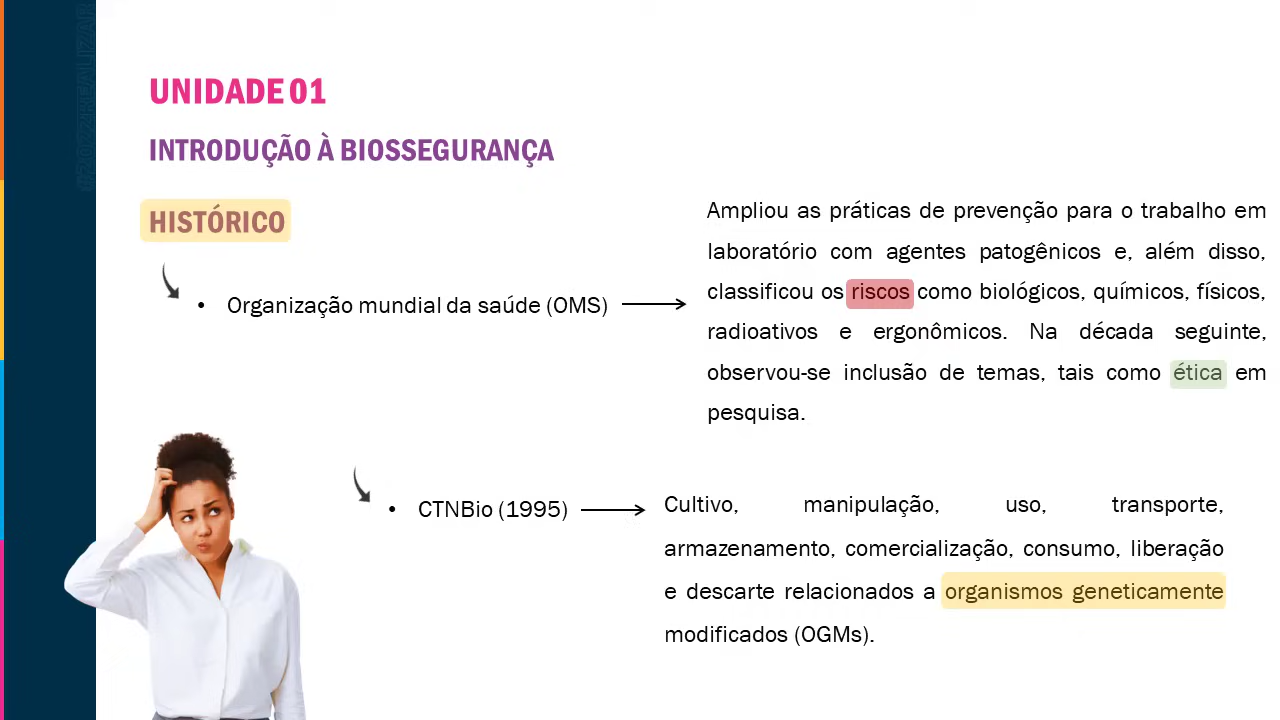 #2022REALIZAR
UNIDADE 01
INTRODUÇÃO À BIOSSEGURANÇA
HISTÓRICO
• Organização mundial da saúde (OMS)
Ampliou as práticas de prevenção para o trabalho em
laboratório com agentes patogênicos e, além disso,
classificou os riscos como biológicos, químicos, físicos,
radioativos e ergonômicos. Na década seguinte,
observou-se inclusão de temas, tais como ética em
pesquisa.
• CTNBio (1995)
Cultivo, manipulação, uso, transporte,
armazenamento, comercialização, consumo, liberação
e descarte relacionados a organismos geneticamente
modificados (OGMs).